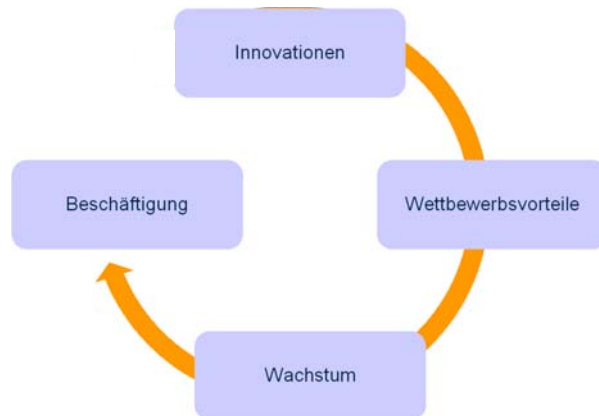 Innovationen
Wettbewerbsvorteile
Wachstum
Beschäftigung